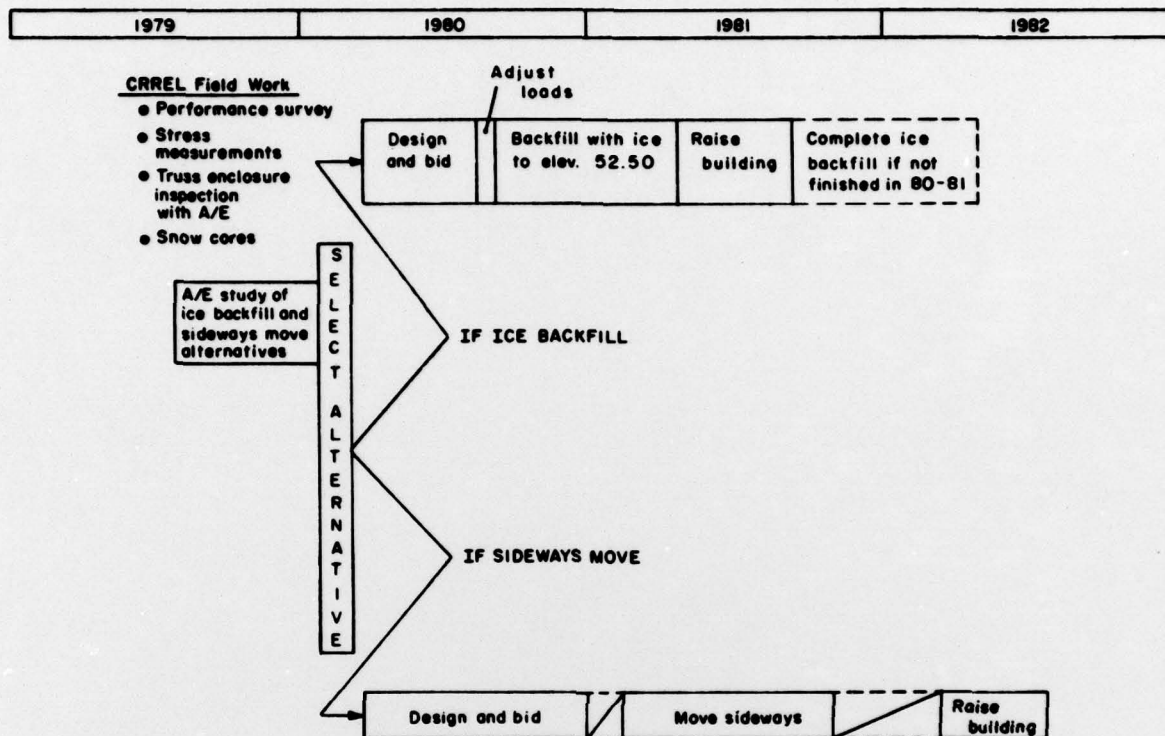 1979 1980 1981 1982
CRREL Field Work
• Performance survey
• Stress
measurements
• Truss enclosure
inspection
with A/E
• Snow cores
Adjust
loads
Design
and bid
Backfill with ice
to elev. 52.50
Raise
building
Complete ice
backfill if not
finished in 80-81
A/E study of
ice backfill and
sideways move
alternatives
SELECT ALTERNATIVE
IF ICE BACKFILL
IF SIDEWAYS MOVE
Design and bid
Move sideways
Raise
building